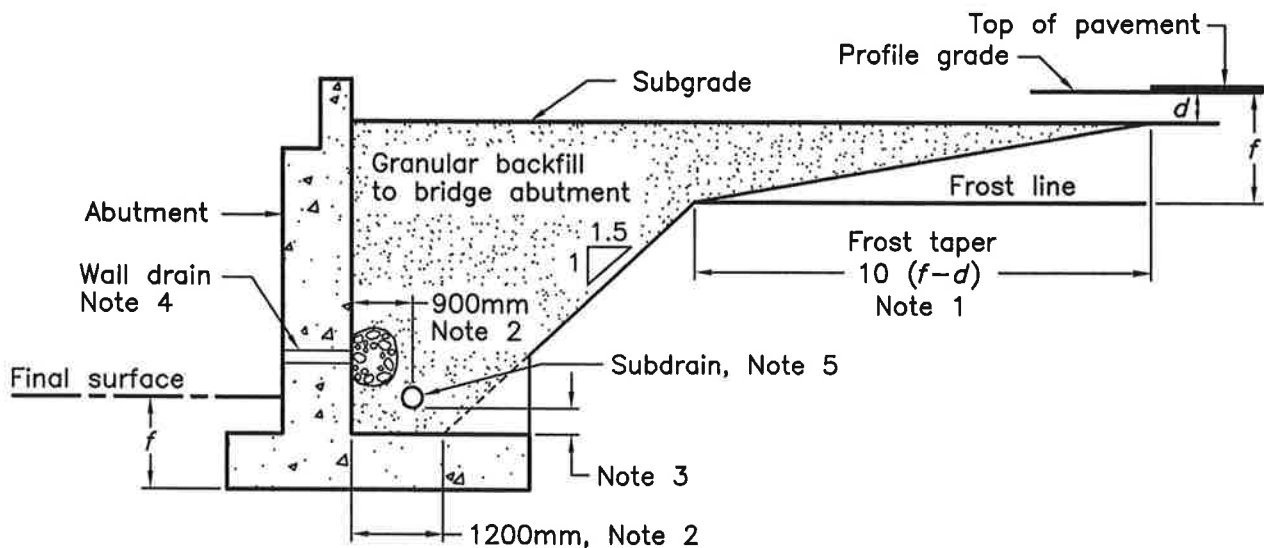 Top of pavement
Profile grade
Subgrade
d
f
Granular backfill
to bridge abutment
Frost line
Abutment
1.5
1
Frost taper
10 (f-d)
Note 1
Wall drain
Note 4
900mm
Note 2
Subdrain, Note 5
Final surface
f
Note 3
1200mm, Note 2